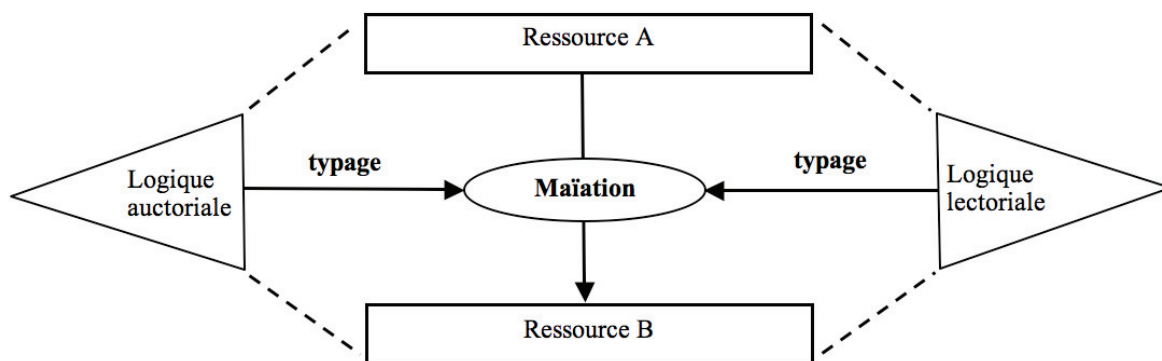 Ressource A
typage
typage
Logique
auctoriale
Maïation
Logique
lectoriale
Ressource B